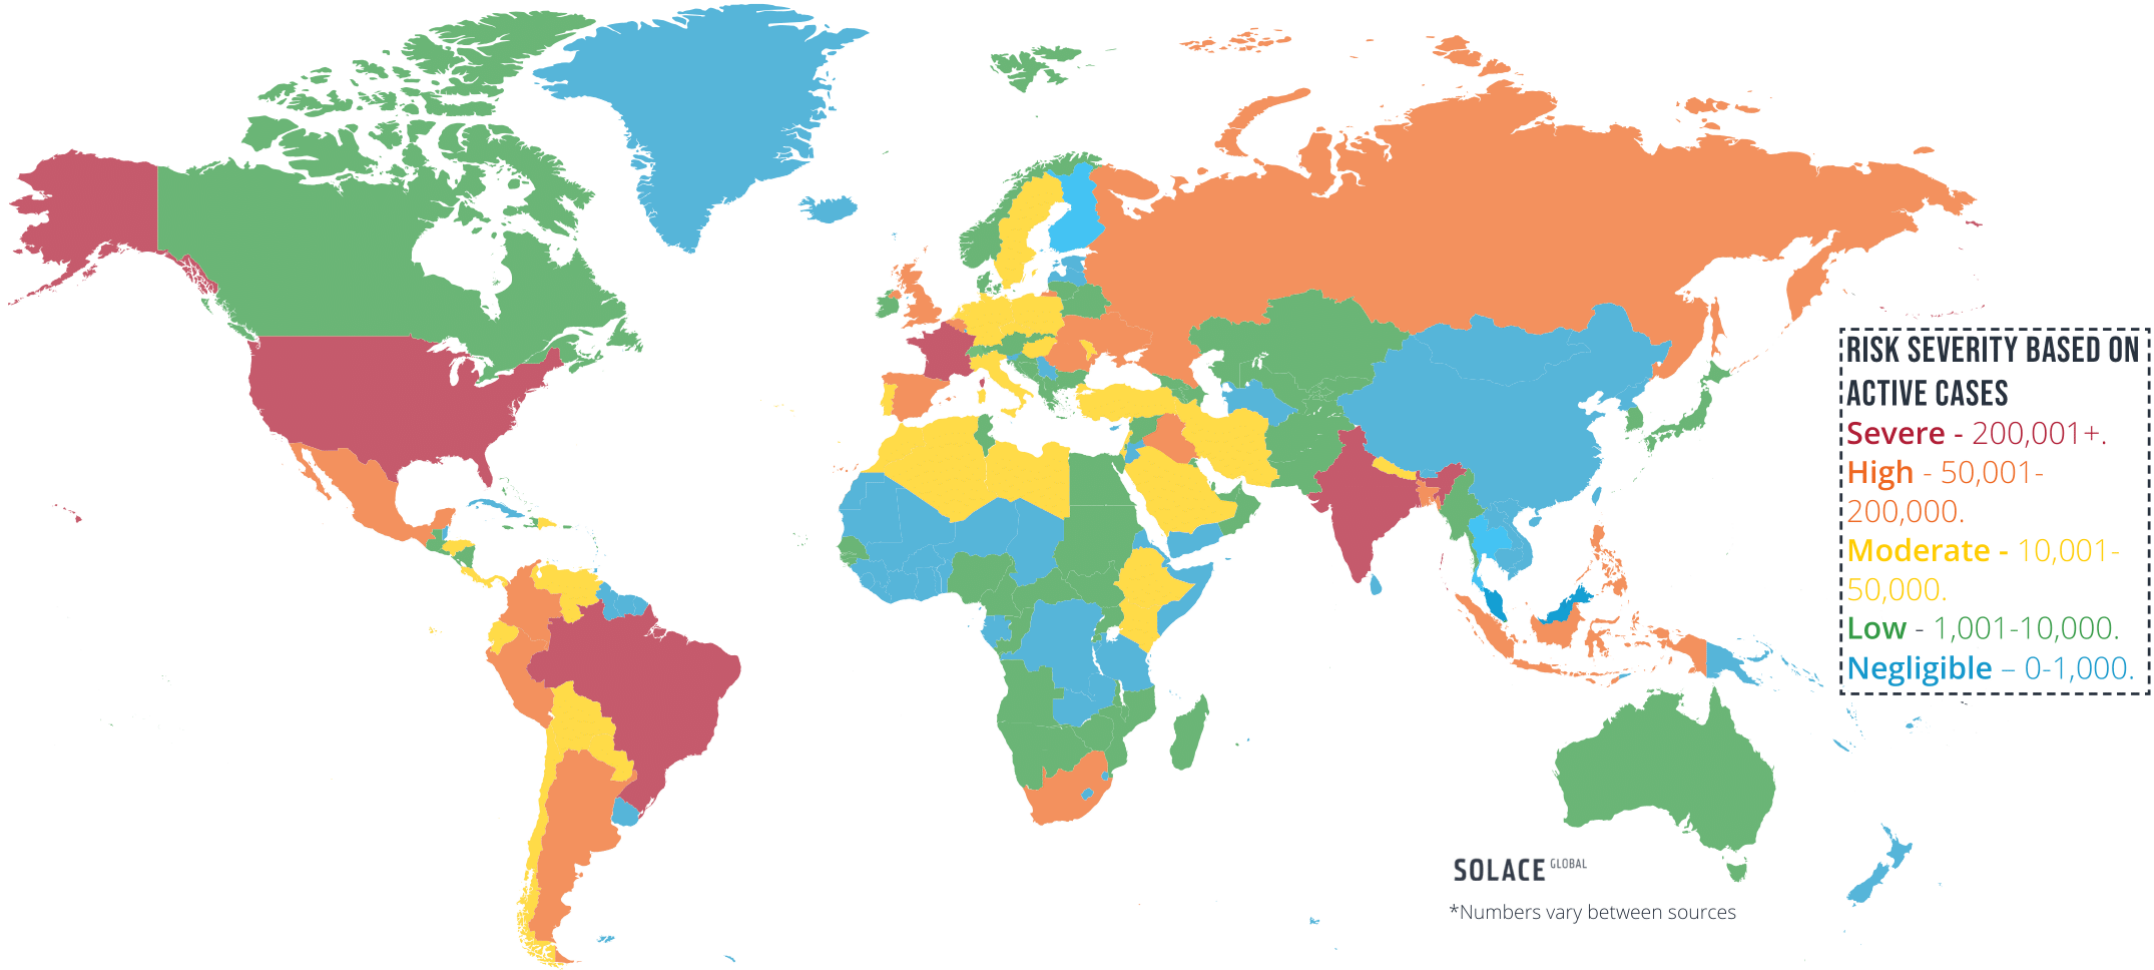 RISK SEVERITY BASED ON
ACTIVE CASES
Severe - 200,001+.
High - 50,001-
200,000.
Moderate - 10,001-
50,000.
Low - 1,001-10,000.
Negligible – 0-1,000.
SOLACE GLOBAL
*Numbers vary between sources